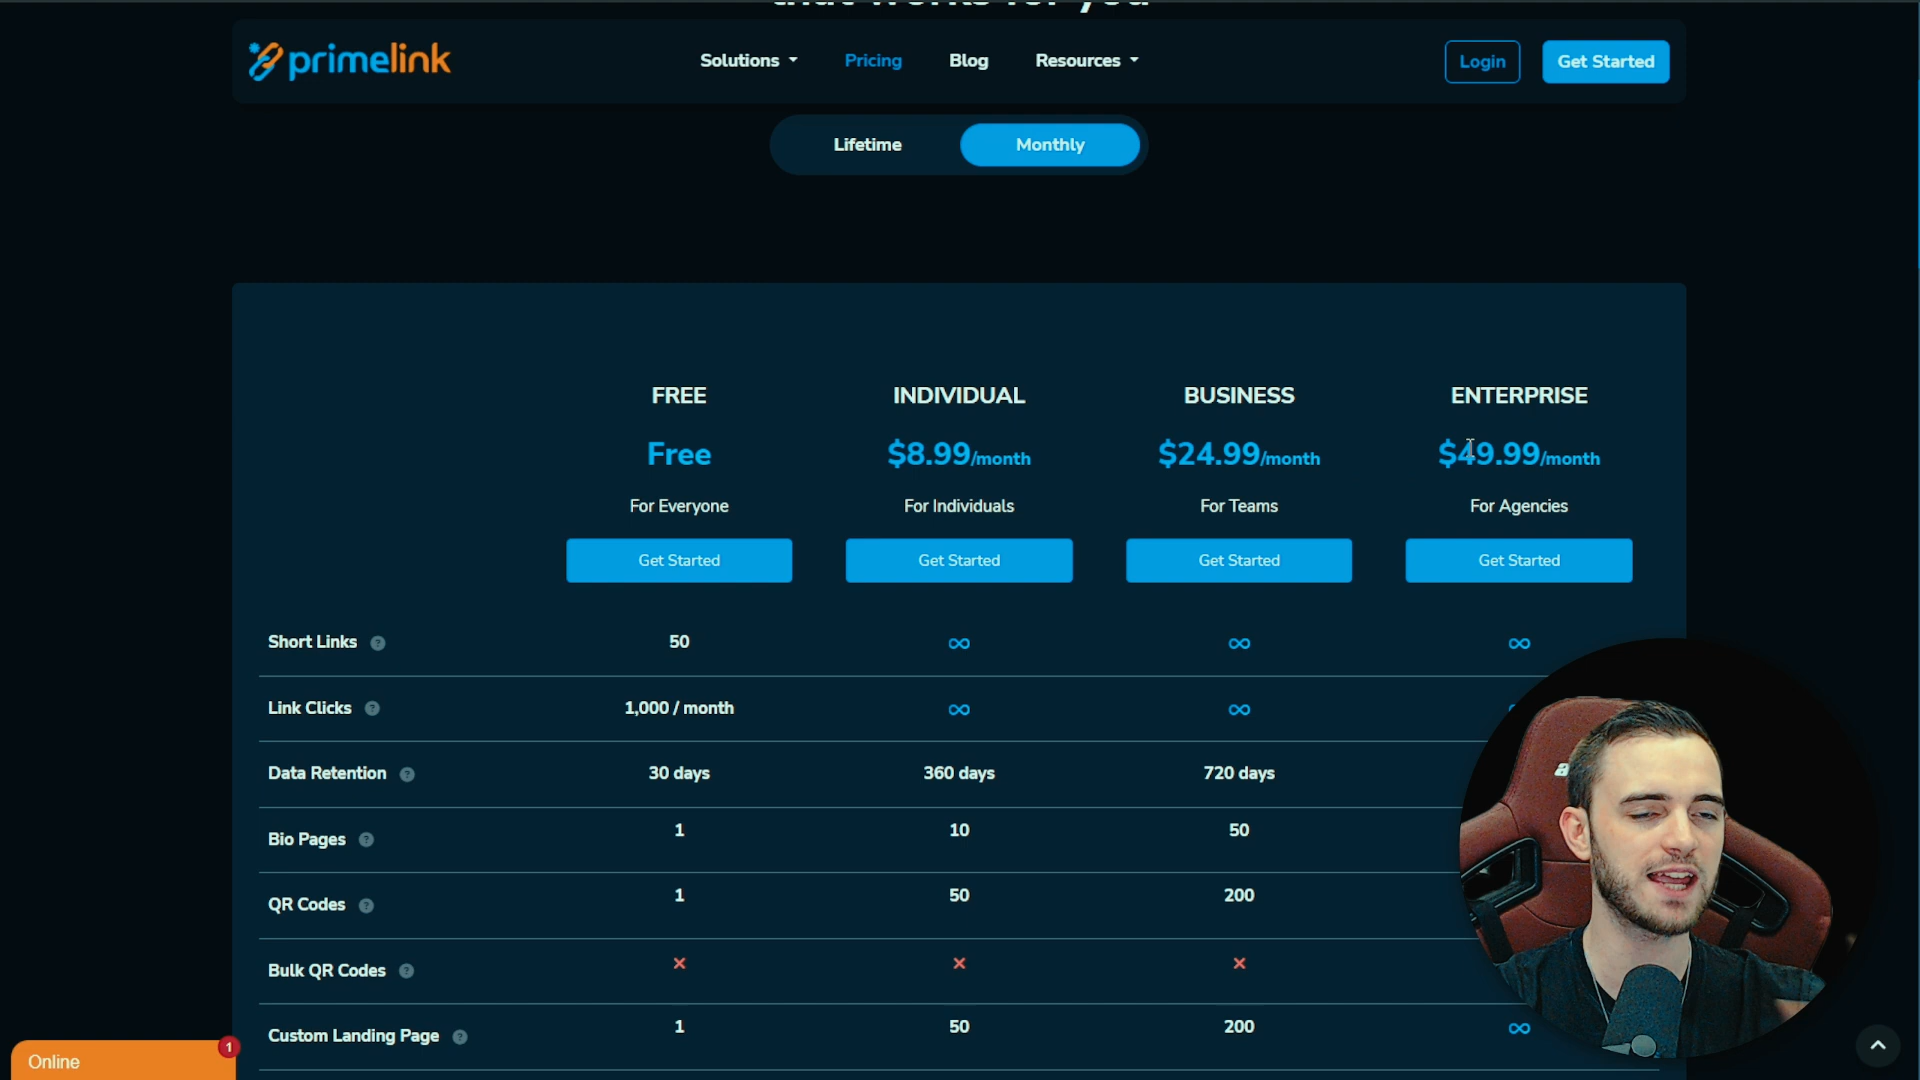 that works for you
primelink
Solutions
Pricing
Blog
Resources
Login
Get Started
Lifetime
Monthly
FREE
INDIVIDUAL
BUSINESS
ENTERPRISE
Free
$8.99/month
$24.99/month
$49.99/month
For Everyone
For Individuals
For Teams
For Agencies
Get Started
Get Started
Get Started
Get Started
Short Links ?
50
∞
∞
∞
Link Clicks ?
1,000 / month
∞
∞
Data Retention ?
30 days
360 days
720 days
Bio Pages ?
1
10
50
QR Codes ?
1
50
200
Bulk QR Codes ?
Custom Landing Page ?
1
50
200
∞
Online
1